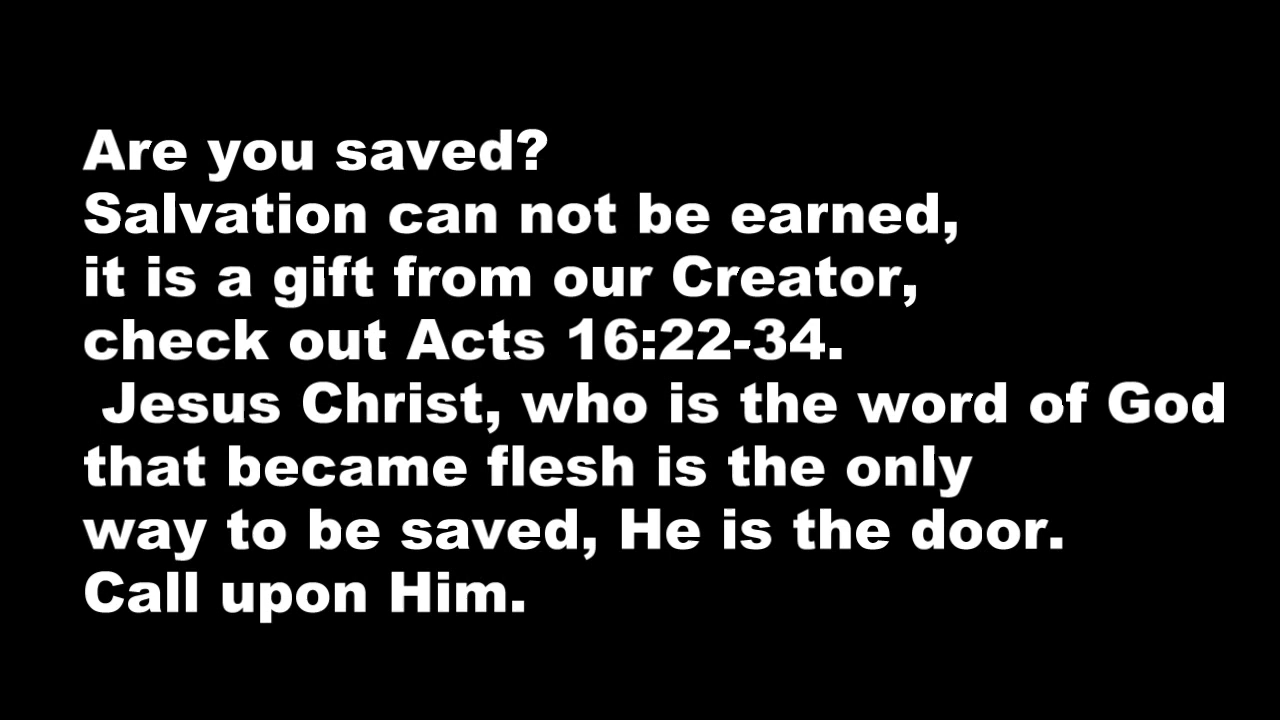 Are you saved?
Salvation can not be earned,
it is a gift from our Creator,
check out Acts 16:22-34.
Jesus Christ, who is the word of God
that became flesh is the only
way to be saved, He is the door.
Call upon Him.